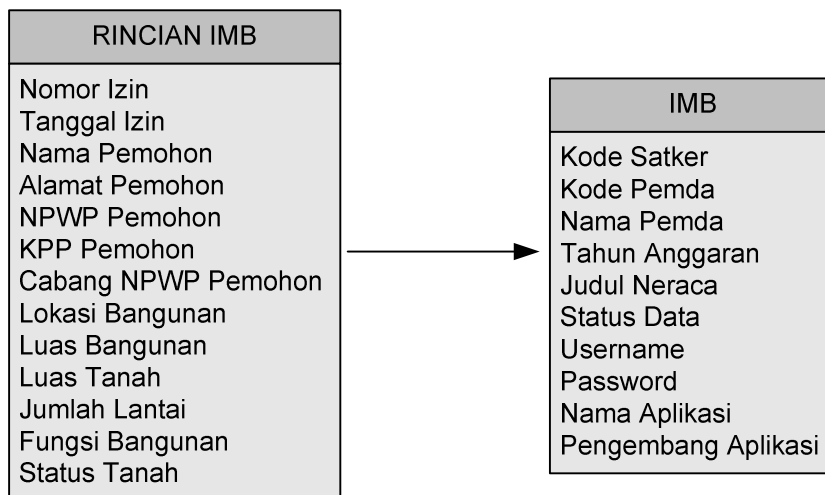 RINCIAN IMB
Nomor Izin
Tanggal Izin
Nama Pemohon
Alamat Pemohon
NPWP Pemohon
KPP Pemohon
Cabang NPWP Pemohon
Lokasi Bangunan
Luas Bangunan
Luas Tanah
Jumlah Lantai
Fungsi Bangunan
Status Tanah
IMB
Kode Satker
Kode Pemda
Nama Pemda
Tahun Anggaran
Judul Neraca
Status Data
Username
Password
Nama Aplikasi
Pengembang Aplikasi